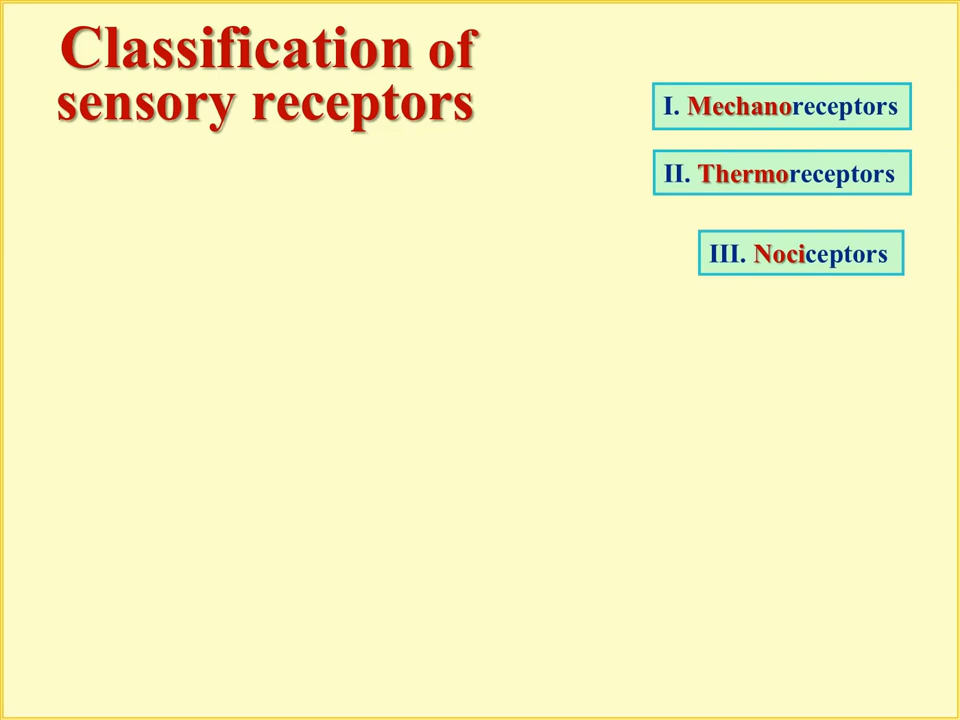 Classification of
sensory receptors
I. Mechanoreceptors
II. Thermoreceptors
III. Nociceptors